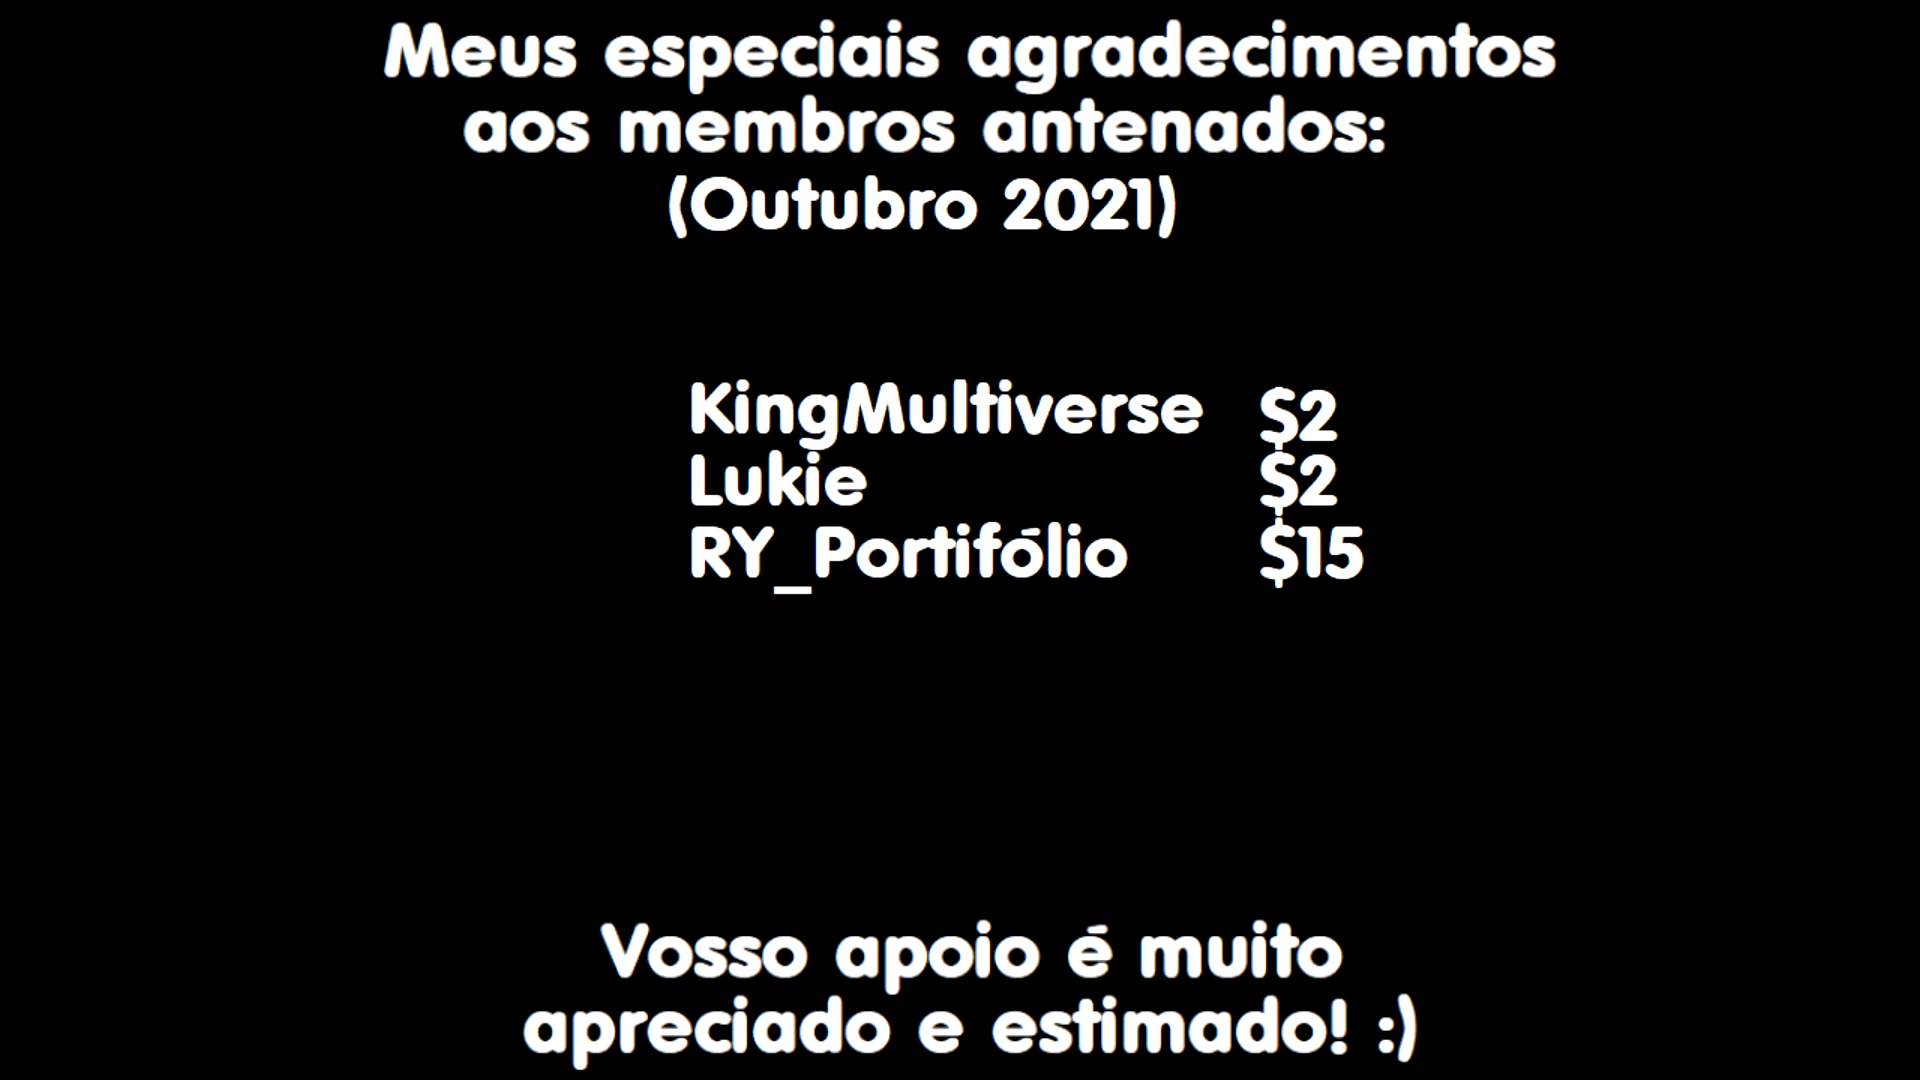 Meus especiais agradecimentos
aos membros antenados:
(Outubro 2021)
KingMultiverse $2
Lukie $2
RY_Portifólio $15
Vosso apoio é muito
apreciado e estimado! :)